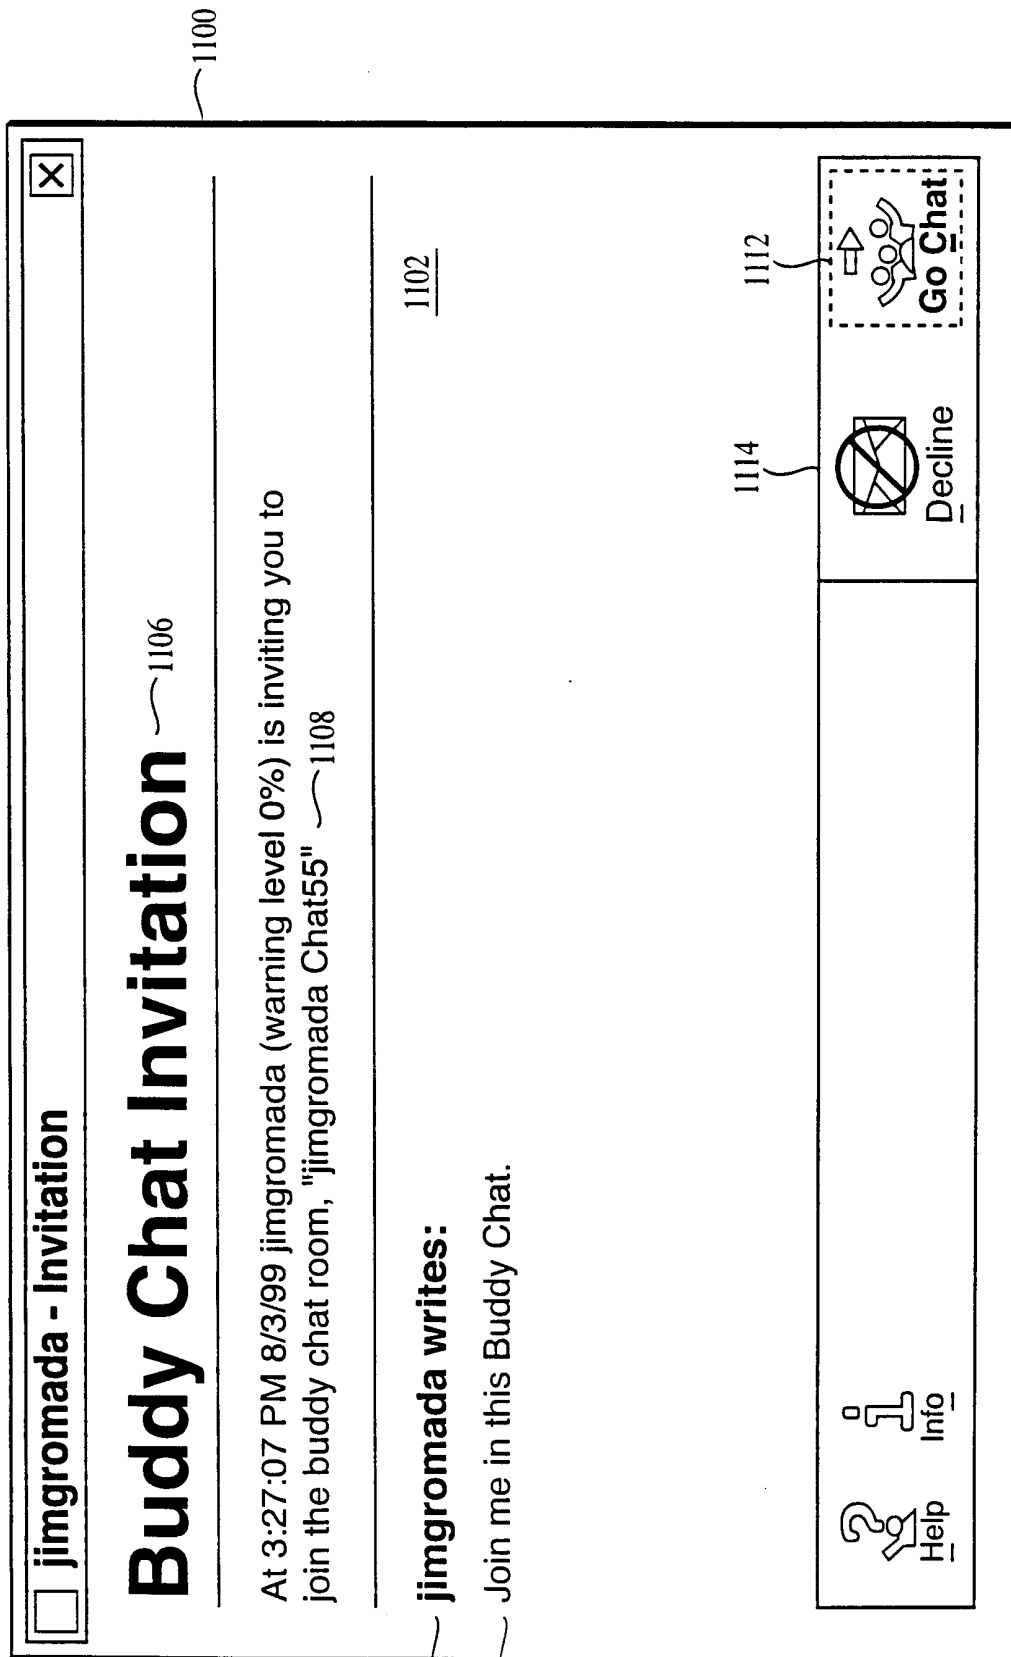 jimgromada - Invitation
1100
Buddy Chat Invitation
1106
At 3:27:07 PM 8/3/99 jimgromada (warning level 0%) is inviting you to
join the buddy chat room, "jimgromada Chat55"
1108
1102
jimgromada writes:
Join me in this Buddy Chat.
1114
1112
Help
Info
Decline
Go Chat